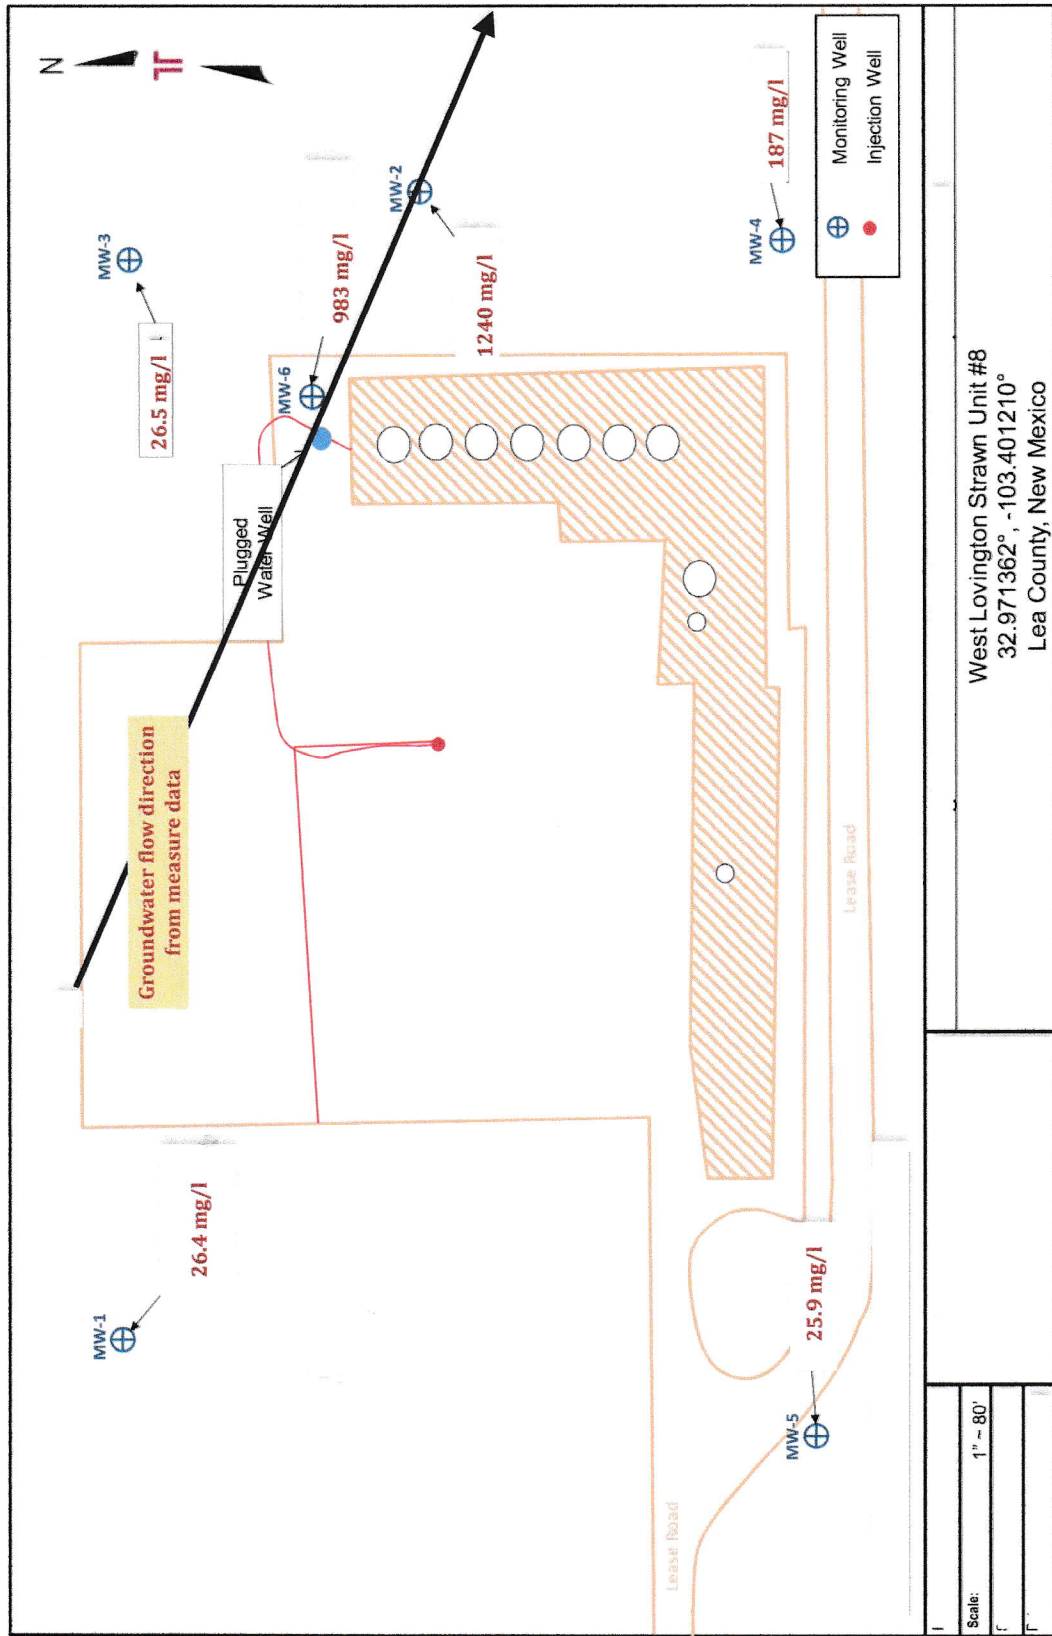 N
MW-3
26.5 mg/l
MW-2
983 mg/l
MW-6
1240 mg/l
187 mg/l
MW-4
Monitoring Well
Injection Well
Plugged
Water Well
Groundwater flow direction
from measure data
MW-1
26.4 mg/l
25.9 mg/l
MW-5
Lease Road
Lease Road
West Lovington Strawn Unit #8
32.971362°, -103.401210°
Lea County, New Mexico
Scale: 1" ~ 80'